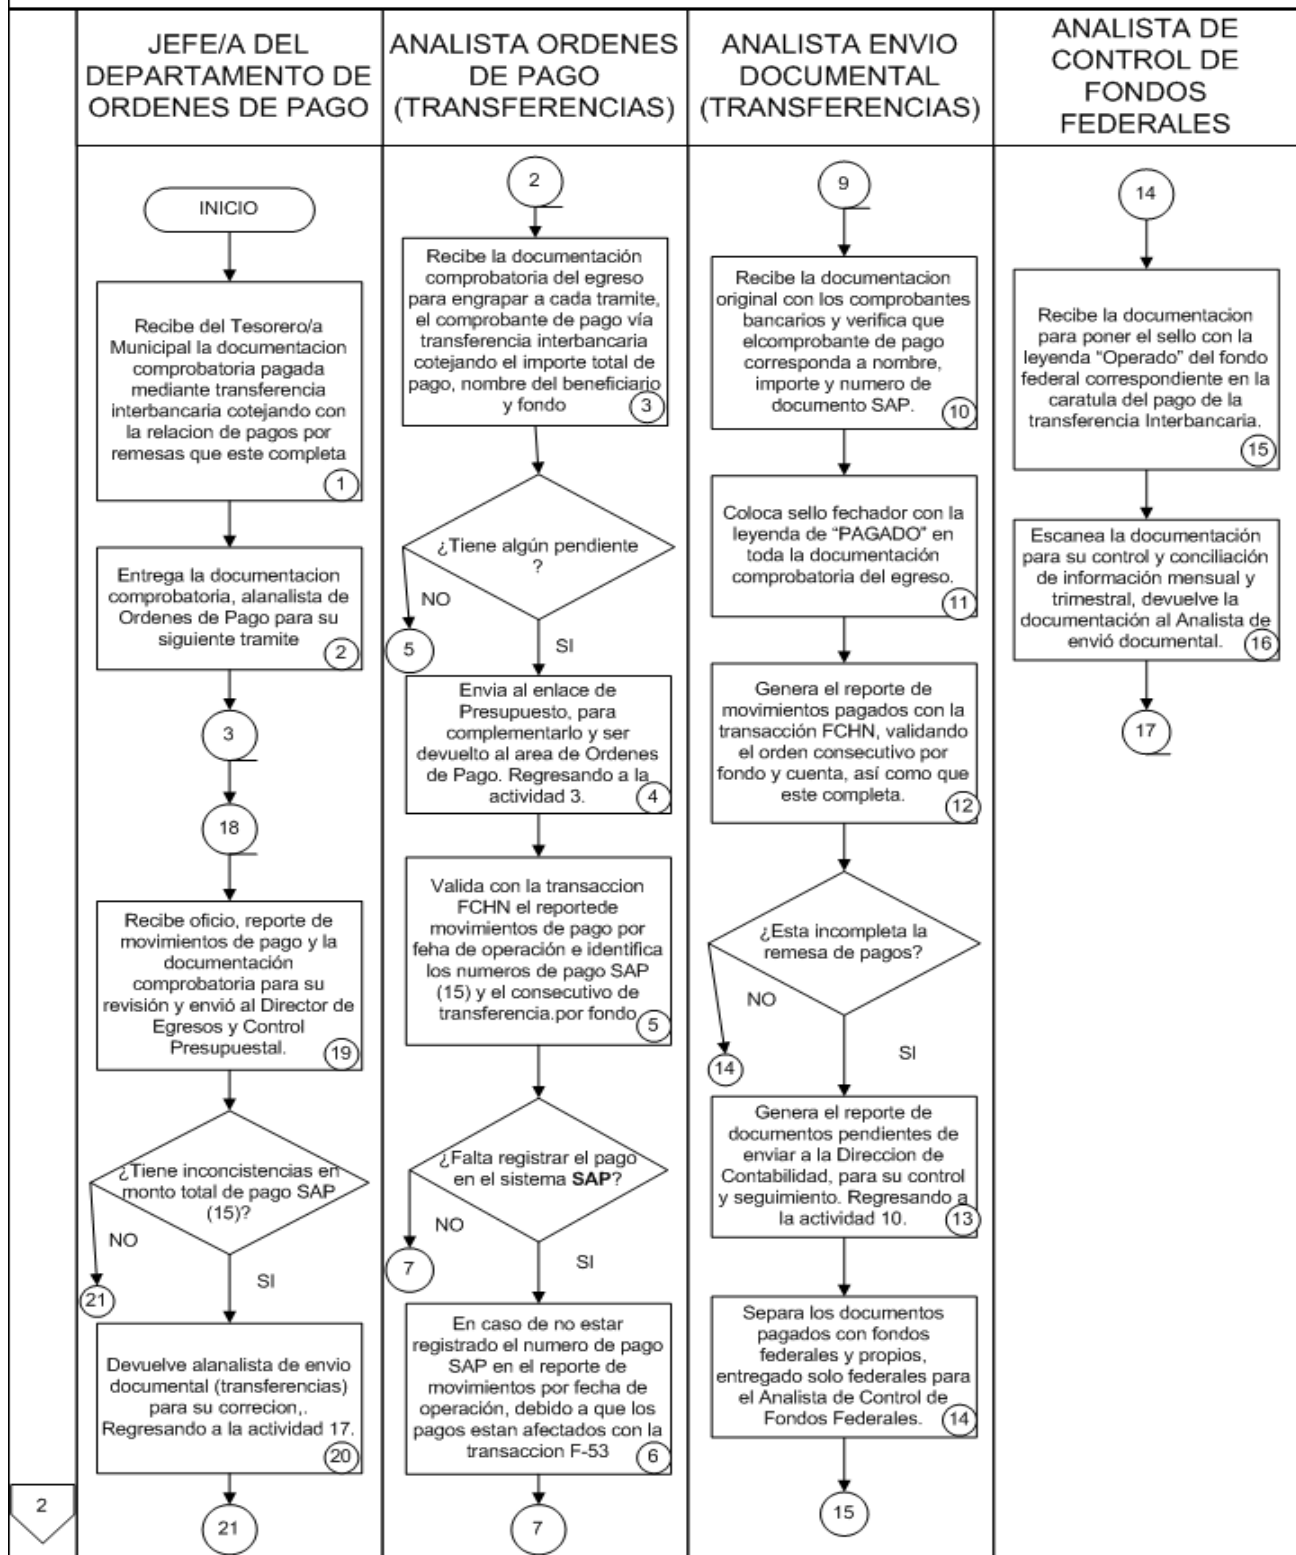 JEFE/A DEL
DEPARTAMENTO DE
ORDENES DE PAGO
ANALISTA ORDENES
DE PAGO
(TRANSFERENCIAS)
ANALISTA ENVIO
DOCUMENTAL
(TRANSFERENCIAS)
ANALISTA DE
CONTROL DE
FONDOS
FEDERALES
INICIO
Recibe del Tesorero/a
Municipal la documentacion
comprobatoria pagada
mediante transferencia
interbancaria cotejando con
la relacion de pagos por
remesas que este completa
1
Entrega la documentacion
comprobatoria, alanalista de
Ordenes de Pago para su
siguiente tramite
2
3
18
Recibe oficio, reporte de
movimientos de pago y la
documentación
comprobatoria para su
revisión y envió al Director de
Egresos y Control
Presupuestal.
19
¿Tiene inconcistencias en
monto total de pago SAP
(15)?
NO
SI
21
Devuelve alanalista de envio
documental (transferencias)
para su correcion,.
Regresando a la actividad 17.
20
21
2
2
Recibe la documentación
comprobatoria del egreso
para engrapar a cada tramite,
el comprobante de pago vía
transferencia interbancaria
cotejando el importe total de
pago, nombre del beneficiario
y fondo
3
¿Tiene algún pendiente
?
NO
SI
5
Envia al enlace de
Presupuesto, para
complementarlo y ser
devuelto al area de Ordenes
de Pago. Regresando a la
actividad 3.
4
Valida con la transaccion
FCHN el reportede
movimientos de pago por
feha de operación e identifica
los numeros de pago SAP
(15) y el consecutivo de
transferencia.por fondo
5
¿Falta registrar el pago
en el sistema SAP?
NO
SI
7
En caso de no estar
registrado el numero de pago
SAP en el reporte de
movimientos por fecha de
operación, debido a que los
pagos estan afectados con la
transaccion F-53
6
7
9
Recibe la documentacion
original con los comprobantes
bancarios y verifica que
elcomprobante de pago
corresponda a nombre,
importe y numero de
documento SAP.
10
Coloca sello fechador con la
leyenda de “PAGADO” en
toda la documentación
comprobatoria del egreso.
11
Genera el reporte de
movimientos pagados con la
transacción FCHN, validando
el orden consecutivo por
fondo y cuenta, así como que
este completa.
12
¿Esta incompleta la
remesa de pagos?
NO
SI
14
Genera el reporte de
documentos pendientes de
enviar a la Direccion de
Contabilidad, para su control
y seguimiento. Regresando a
la actividad 10.
13
Separa los documentos
pagados con fondos
federales y propios,
entregado solo federales para
el Analista de Control de
Fondos Federales.
14
15
14
Recibe la documentacion
para poner el sello con la
leyenda “Operado” del fondo
federal correspondiente en la
caratula del pago de la
transferencia Interbancaria.
15
Escanea la documentación
para su control y conciliación
de información mensual y
trimestral, devuelve la
documentación al Analista de
envió documental.
16
17